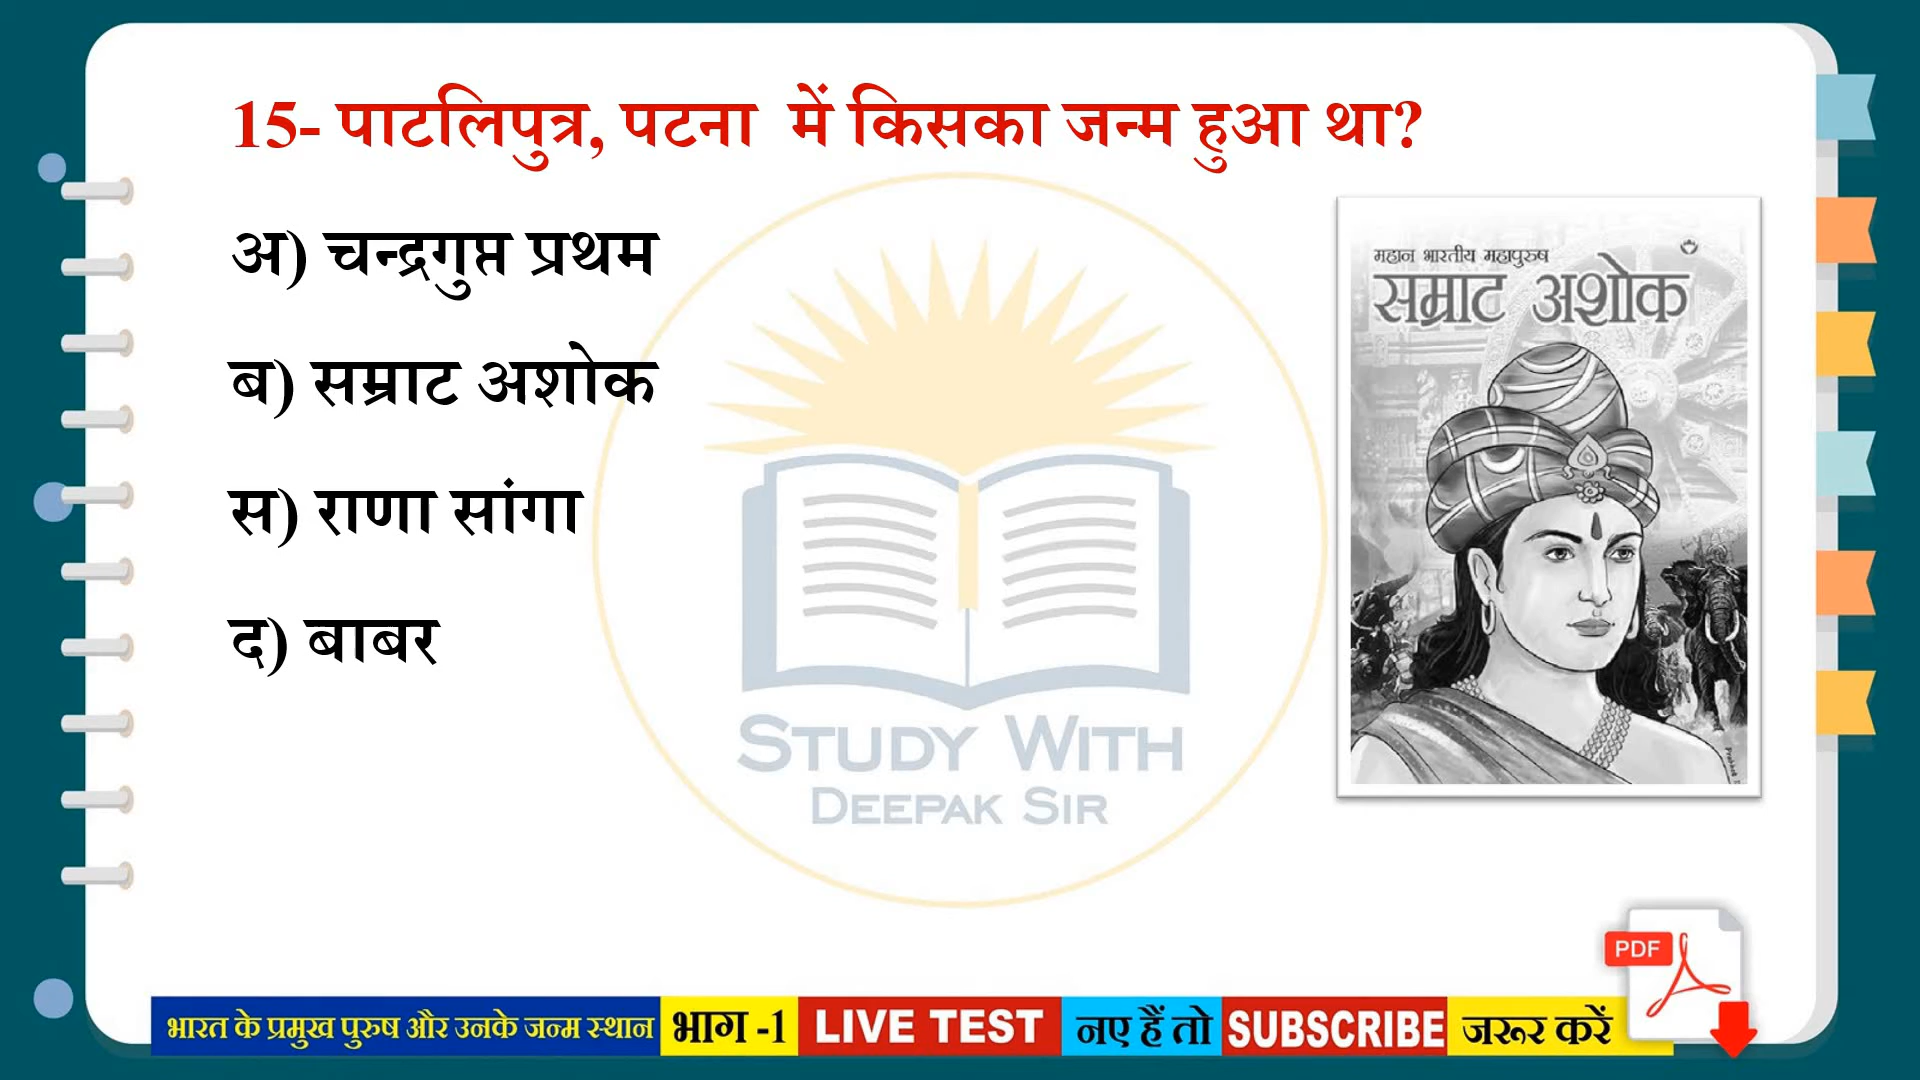 15- पाटलिपुत्र, पटना में किसका जन्म हुआ था?
अ) चन्द्रगुप्त प्रथम
ब) सम्राट अशोक
स) राणा सांगा
द) बाबर
महान भारतीय महापुरुष
सम्राट अशोक
STUDY WITH
DEEPAK SIR
PDF
भारत के प्रमुख पुरुष और उनके जन्म स्थान भाग -1 LIVE TEST नए हैं तो SUBSCRIBE जरूर करें